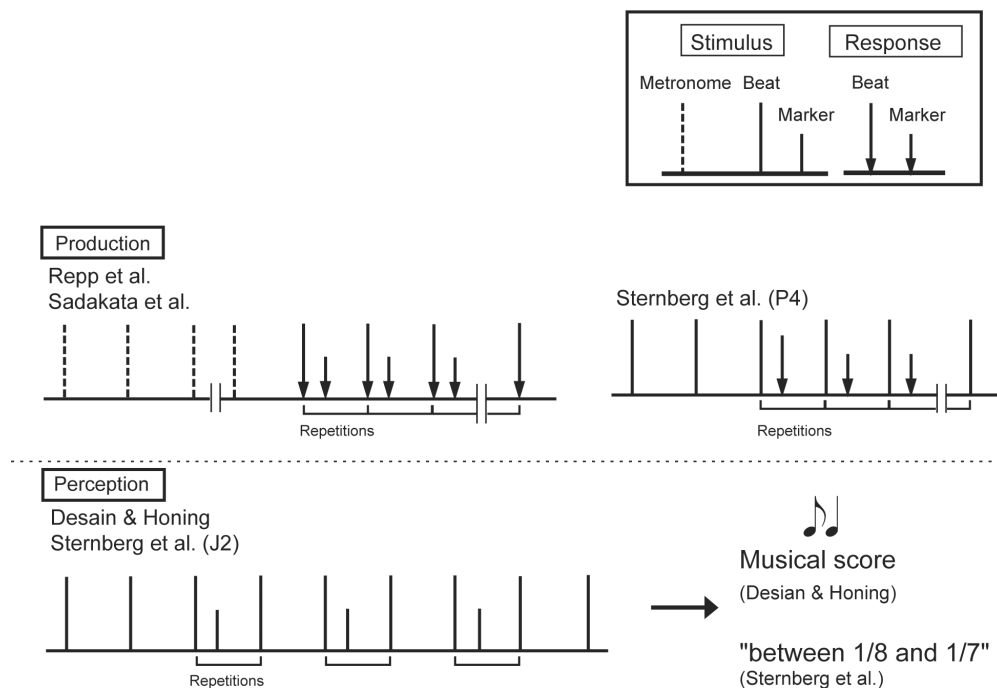 Stimulus
Response
Metronome
Beat
Marker
Beat
Marker
Production
Repp et al.
Sadakata et al.
Sternberg et al. (P4)
Repetitions
Repetitions
Perception
Desain & Honing
Sternberg et al. (J2)
Repetitions
Musical score
(Desian & Honing)
"between 1/8 and 1/7"
(Sternberg et al.)